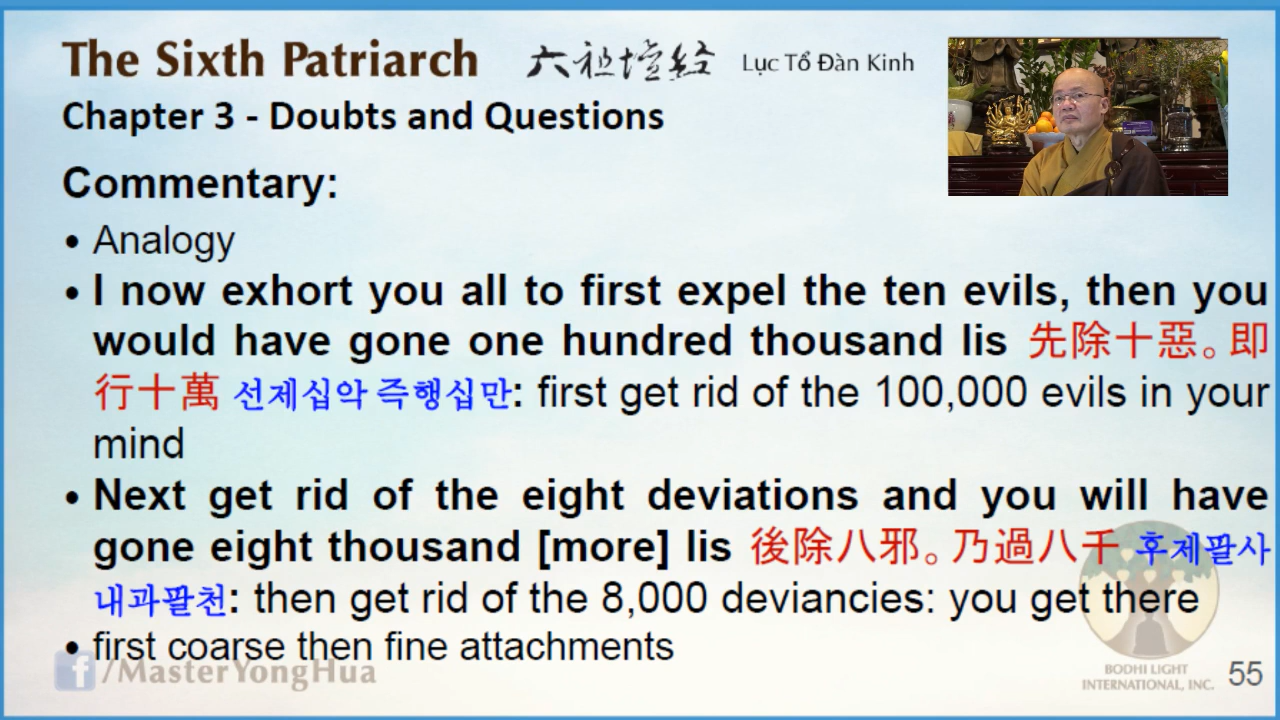 The Sixth Patriarch 六祖壇経 Lục Tổ Đàn Kinh
Chapter 3 - Doubts and Questions
Commentary:
• Analogy
• I now exhort you all to first expel the ten evils, then you
would have gone one hundred thousand lis 先除十惡。即
行十萬 선제십악 즉행십만: first get rid of the 100,000 evils in your
mind
• Next get rid of the eight deviations and you will have
gone eight thousand [more] lis 後除八邪。乃過八千 후제팔사
내과팔천: then get rid of the 8,000 deviancies: you get there
• first coarse then fine attachments
f/MasterYongHua
BODHI LIGHT
INTERNATIONAL, INC.
55